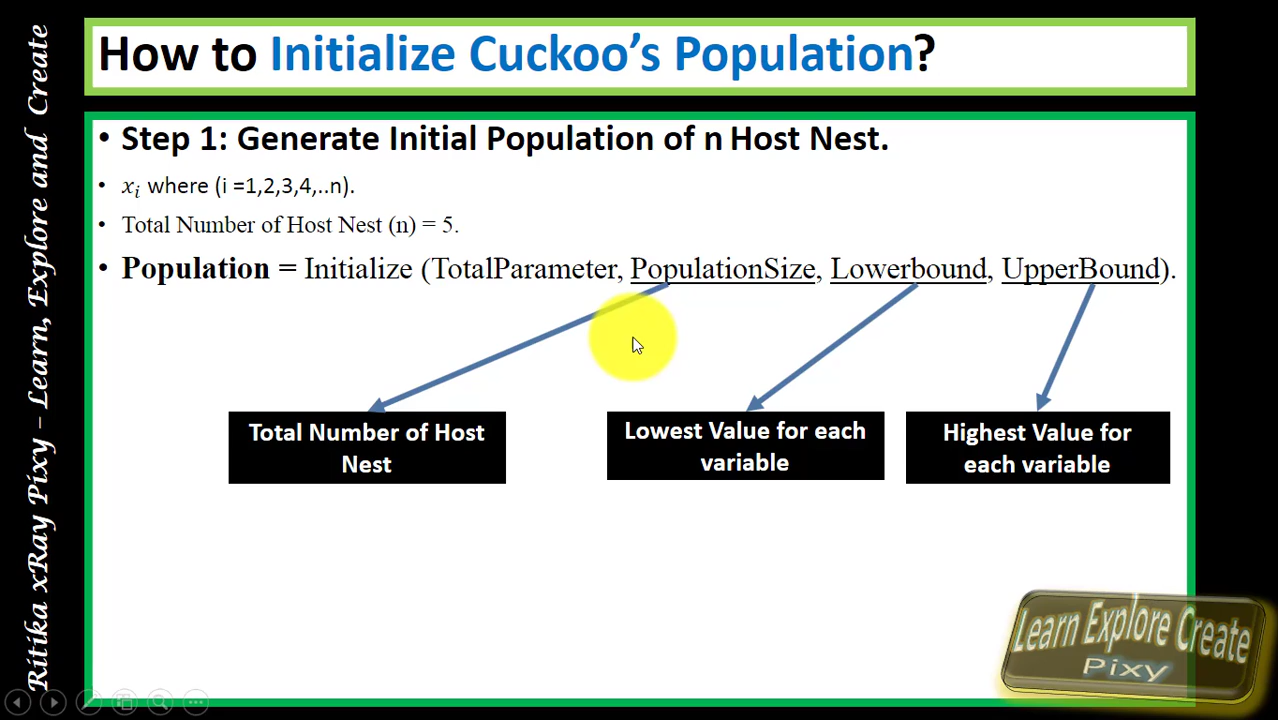 How to Initialize Cuckoo's Population?
• Step 1: Generate Initial Population of n Host Nest.
• 𝑥ᵢ where (i =1,2,3,4,..n).
• Total Number of Host Nest (n) = 5.
• Population = Initialize (TotalParameter, PopulationSize, Lowerbound, UpperBound).
Total Number of Host
Nest
Lowest Value for each
variable
Highest Value for
each variable
Ritika xRay Pixy – Learn, Explore and Create
Learn Explore Create
Pixy